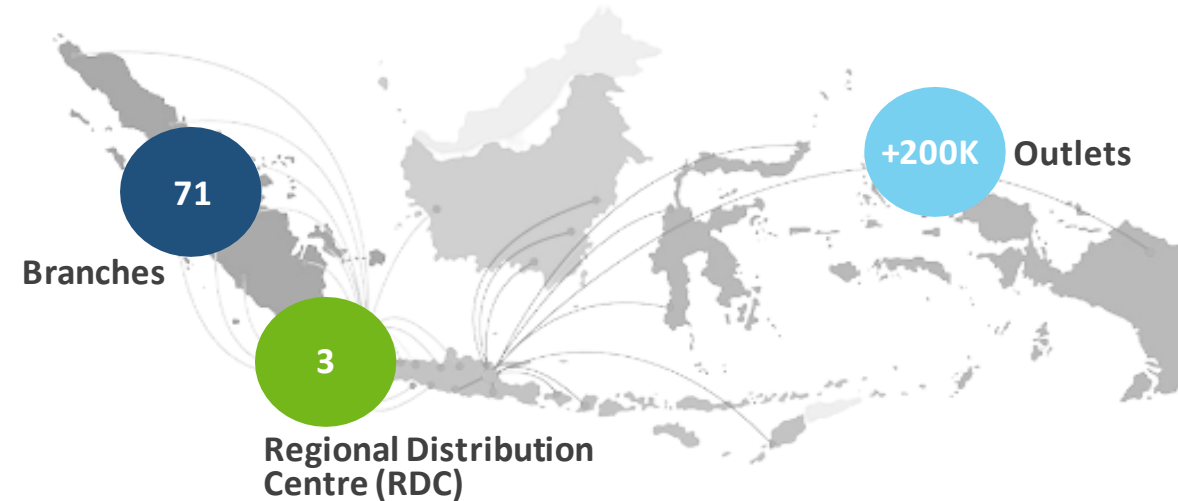 71
Branches
3
Regional Distribution
Centre (RDC)
+200K
Outlets